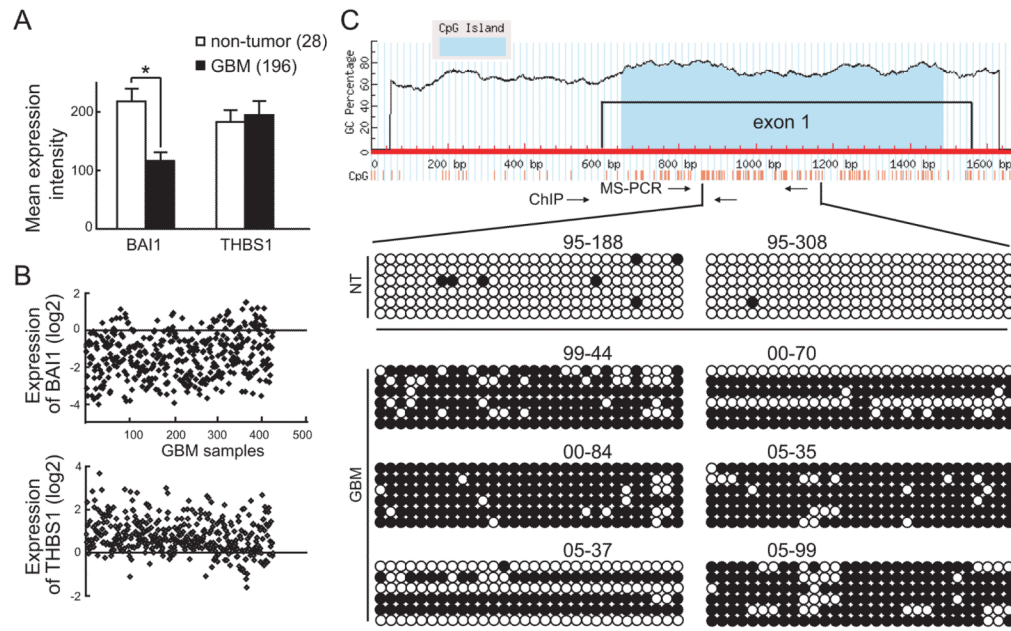 A
non-tumor (28)
GBM (196)
*
Mean expression
intensity
200
100
0
BAI1 THBS1
B
Expression
of BAI1 (log2)
2
0
-2
-4
100 200 300 400 500
GBM samples
Expression
of THBS1 (log2)
4
2
0
-2
C
CpG Island
GC Percentage
80
60
40
20
0
exon 1
0 200 bp 400 bp 600 bp 800 bp 1000 bp 1200 bp 1400 bp 1600 bp
CpG
MS-PCR
ChIP
NT
95-188 95-308
GBM
99-44 00-70
00-84 05-35
05-37 05-99